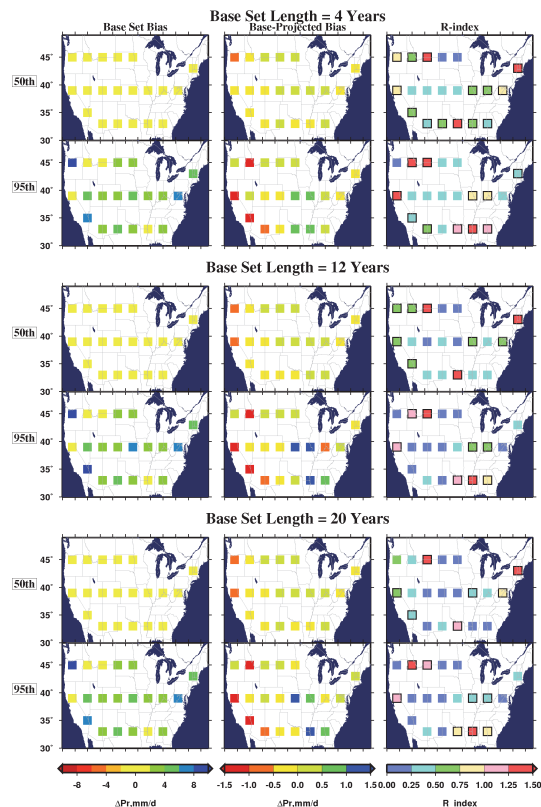 Base Set Length = 4 Years
Base Set Bias Base-Projected Bias R-index
50th 45˚
40˚
35˚
30˚
95th 45˚
40˚
35˚
30˚
Base Set Length = 12 Years
50th 45˚
40˚
35˚
30˚
95th 45˚
40˚
35˚
30˚
Base Set Length = 20 Years
50th 45˚
40˚
35˚
30˚
95th 45˚
40˚
35˚
30˚
-8 -6 -4 -2 0 2 4 6 8 -1.5 -1.0 -0.5 0.0 0.5 1.0 1.5 0.00 0.25 0.50 0.75 1.00 1.25 1.50
ΔPr,mm/d ΔPr,mm/d R index